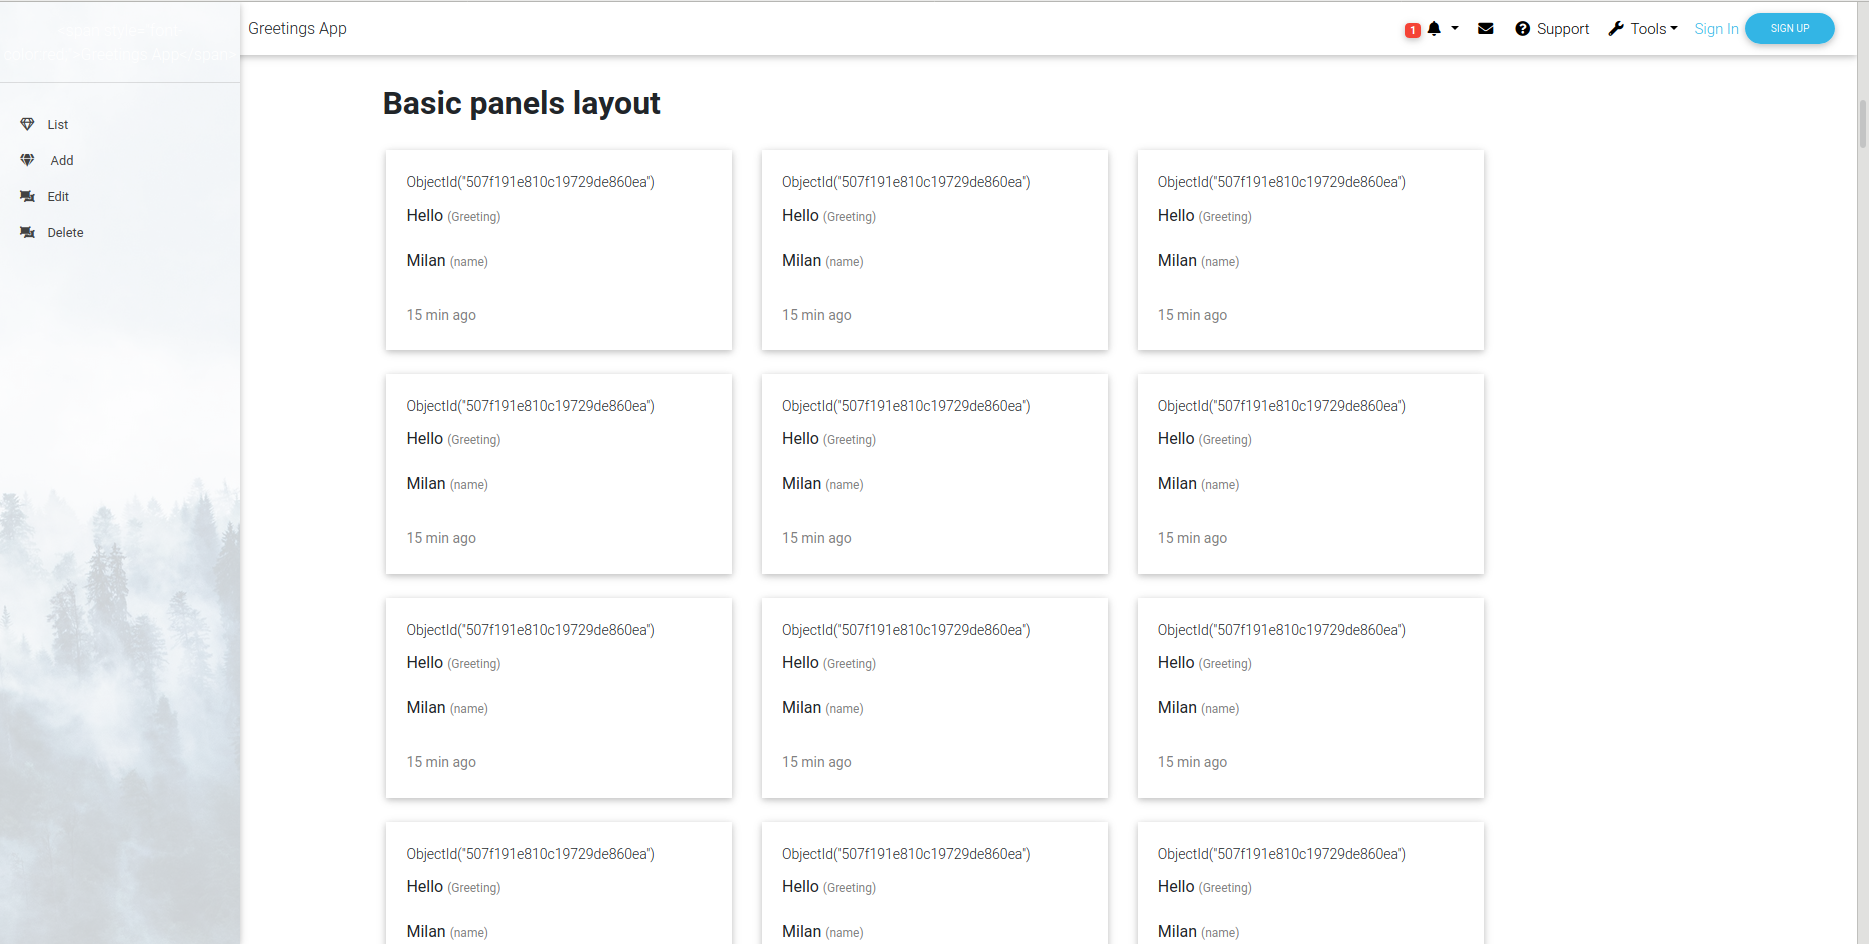 Greetings App
1
Support
Tools
Sign In
SIGN UP
List
Add
Edit
Delete
Basic panels layout
ObjectId("507f191e810c19729de860ea")
Hello (Greeting)
Milan (name)
15 min ago
ObjectId("507f191e810c19729de860ea")
Hello (Greeting)
Milan (name)
15 min ago
ObjectId("507f191e810c19729de860ea")
Hello (Greeting)
Milan (name)
15 min ago
ObjectId("507f191e810c19729de860ea")
Hello (Greeting)
Milan (name)
15 min ago
ObjectId("507f191e810c19729de860ea")
Hello (Greeting)
Milan (name)
15 min ago
ObjectId("507f191e810c19729de860ea")
Hello (Greeting)
Milan (name)
15 min ago
ObjectId("507f191e810c19729de860ea")
Hello (Greeting)
Milan (name)
15 min ago
ObjectId("507f191e810c19729de860ea")
Hello (Greeting)
Milan (name)
15 min ago
ObjectId("507f191e810c19729de860ea")
Hello (Greeting)
Milan (name)
15 min ago
ObjectId("507f191e810c19729de860ea")
Hello (Greeting)
Milan (name)
ObjectId("507f191e810c19729de860ea")
Hello (Greeting)
Milan (name)
ObjectId("507f191e810c19729de860ea")
Hello (Greeting)
Milan (name)